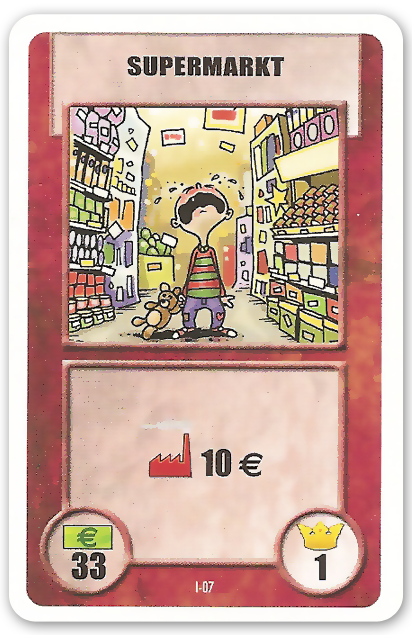 SUPERMARKT
10 €
€
33
1
I-07